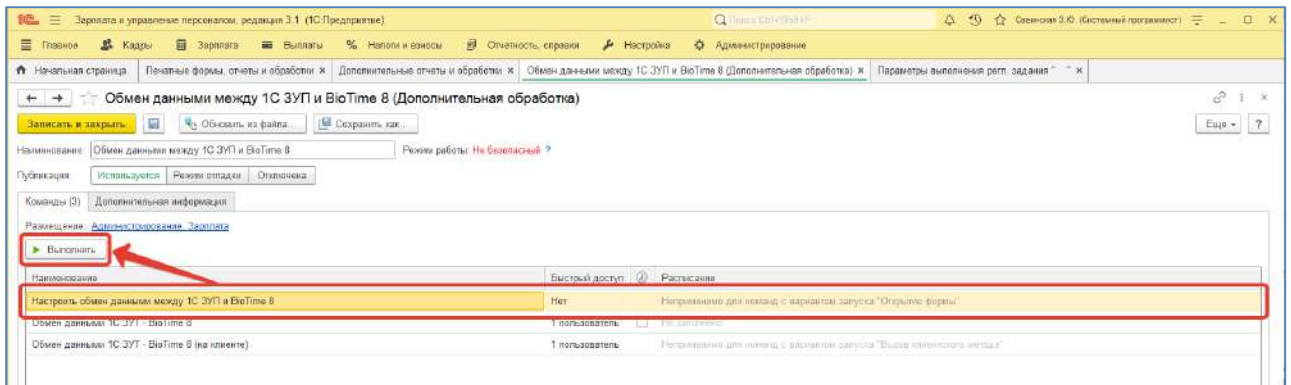 1С Зарплата и управление персоналом, редакция 3.1 (1С:Предприятие) Поиск Ctrl+Shift+F (Системный программист)
Главное Кадры Зарплата Выплаты % Налоги и взносы Отчетность, справки Настройка Администрирование
Начальная страница Печатные формы, отчеты и обработки × Дополнительные отчеты и обработки × Обмен данными между 1С ЗУП и BioTime 8 (Дополнительная обработка) × Параметры выполнения регл. задания " " ×
Обмен данными между 1С ЗУП и BioTime 8 (Дополнительная обработка)
Записать и закрыть Обновить из файла... Сохранить как... Еще ?
Наименование: Обмен данными между 1С ЗУП и BioTime 8 Режим работы: Не безопасный ?
Публикация: Используется Режим отладки Отключена
Команды (3) Дополнительная информация
Размещение: Администрирование, Зарплата
Выполнить
Наименование Быстрый доступ Расписание
Настроить обмен данными между 1С ЗУП и BioTime 8 Нет Неприменимо для команд с вариантом запуска "Открытие формы"
Обмен данными 1С:ЗУП - BioTime 8 1 пользователь Не заполнено
Обмен данными 1С:ЗУП - BioTime 8 (на клиенте) 1 пользователь Неприменимо для команд с вариантом запуска "Вызов клиентского метода"